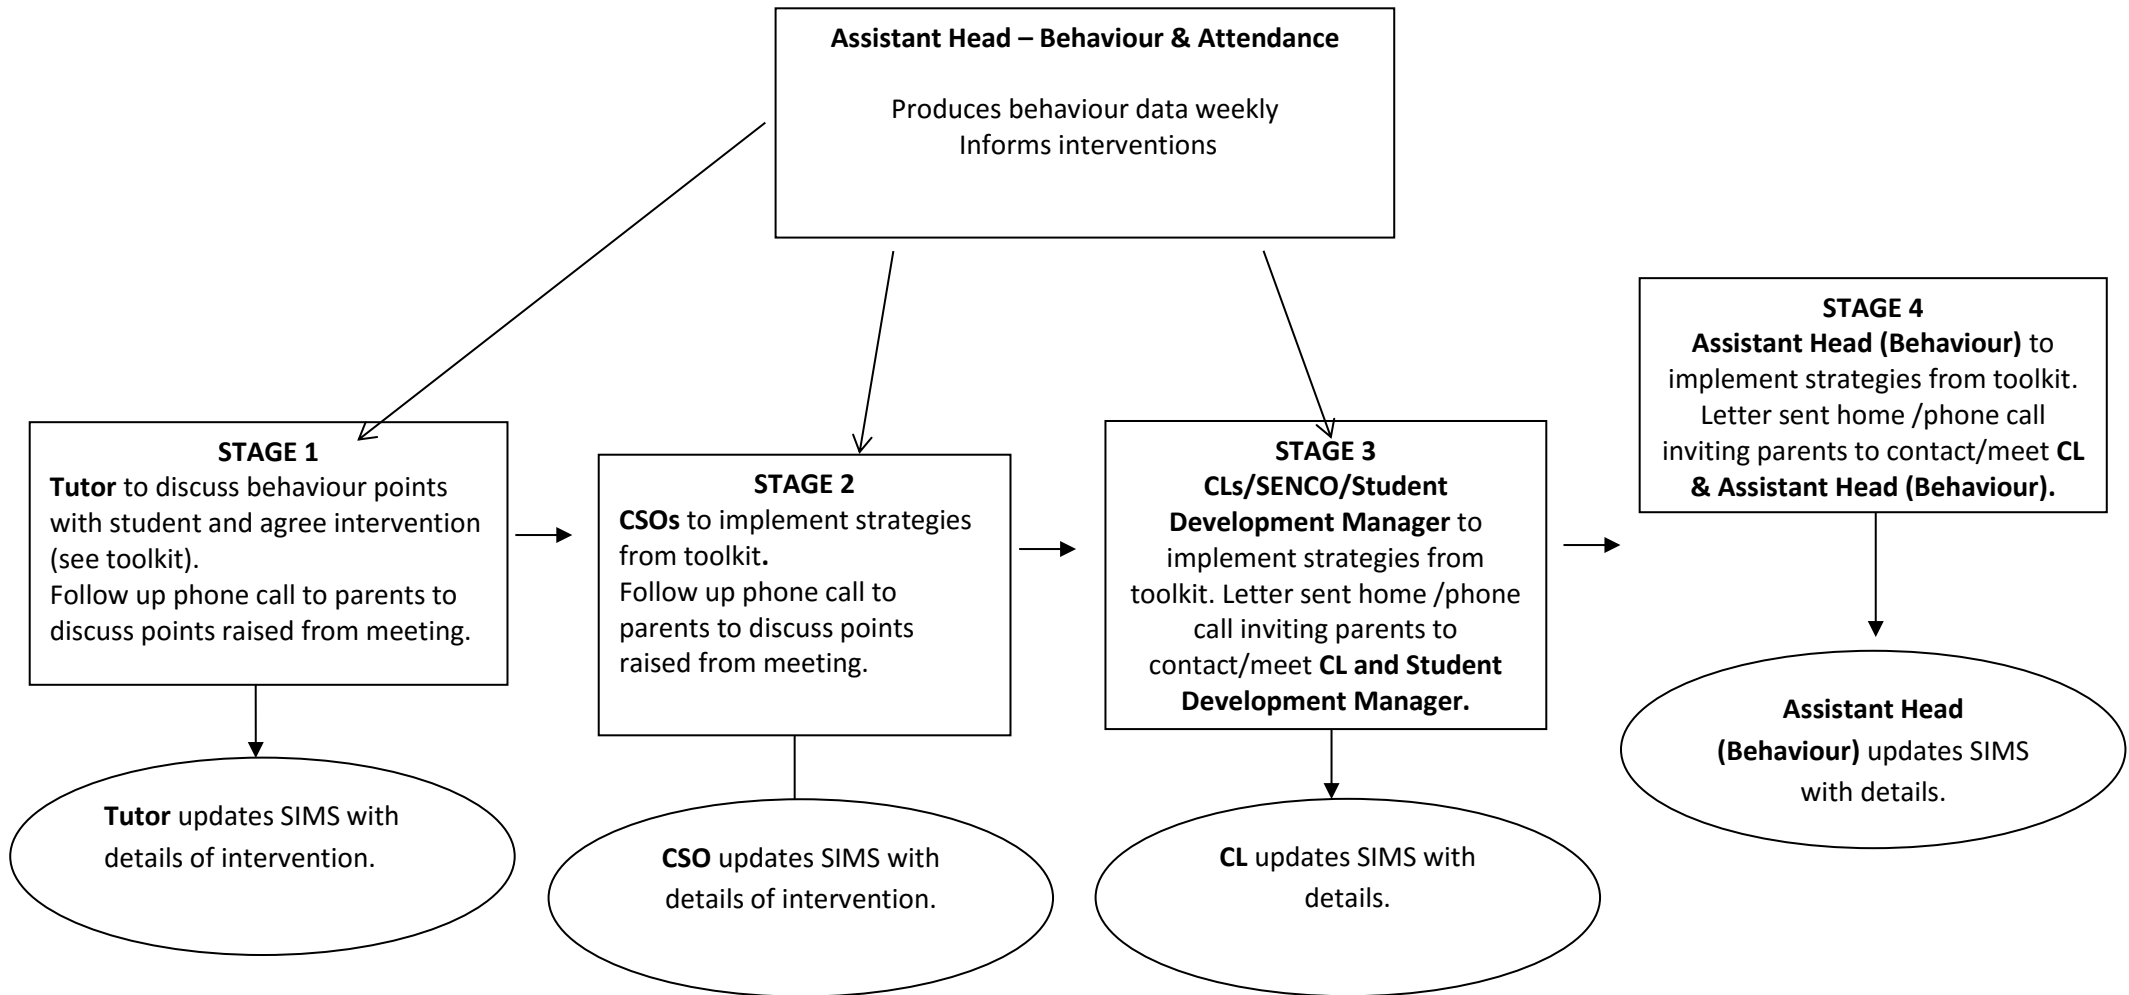 Assistant Head – Behaviour & Attendance
Produces behaviour data weekly
Informs interventions
STAGE 1
Tutor to discuss behaviour points
with student and agree intervention
(see toolkit).
Follow up phone call to parents to
discuss points raised from meeting.
Tutor updates SIMS with
details of intervention.
STAGE 2
CSOs to implement strategies
from toolkit.
Follow up phone call to
parents to discuss points
raised from meeting.
CSO updates SIMS with
details of intervention.
STAGE 3
CLs/SENCO/Student
Development Manager to
implement strategies from
toolkit. Letter sent home /phone
call inviting parents to
contact/meet CL and Student
Development Manager.
CL updates SIMS with
details.
STAGE 4
Assistant Head (Behaviour) to
implement strategies from toolkit.
Letter sent home /phone call
inviting parents to contact/meet CL
& Assistant Head (Behaviour).
Assistant Head
(Behaviour) updates SIMS
with details.